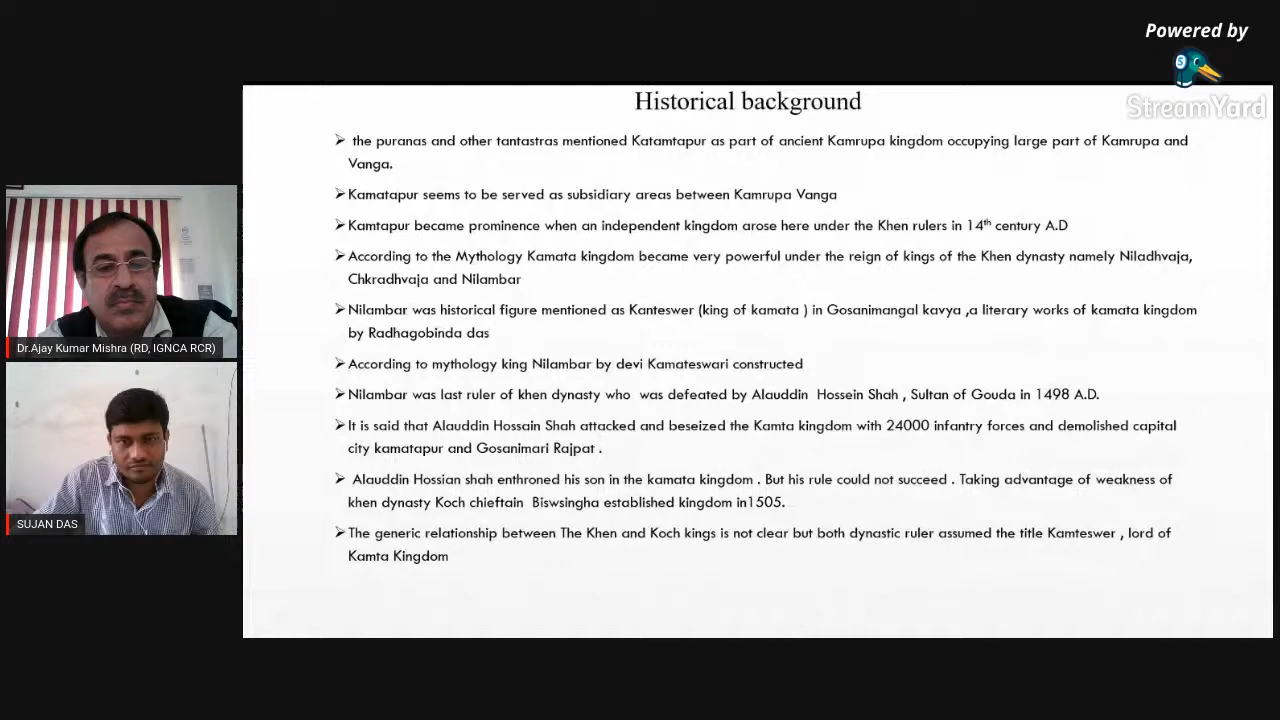 Powered by
StreamYard
Historical background
➢ the puranas and other tantastras mentioned Katamtapur as part of ancient Kamrupa kingdom occupying large part of Kamrupa and
Vanga.
➢Kamatapur seems to be served as subsidiary areas between Kamrupa Vanga
➢Kamtapur became prominence when an independent kingdom arose here under the Khen rulers in 14th century A.D
➢According to the Mythology Kamata kingdom became very powerful under the reign of kings of the Khen dynasty namely Niladhvaja,
Chkradhvaja and Nilambar
➢Nilambar was historical figure mentioned as Kanteswer (king of kamata ) in Gosanimangal kavya ,a literary works of kamata kingdom
by Radhagobinda das
➢According to mythology king Nilambar by devi Kamateswari constructed
➢Nilambar was last ruler of khen dynasty who was defeated by Alauddin Hossein Shah , Sultan of Gouda in 1498 A.D.
➢It is said that Alauddin Hossain Shah attacked and beseized the Kamta kingdom with 24000 infantry forces and demolished capital
city kamatapur and Gosanimari Rajpat .
➢ Alauddin Hossian shah enthroned his son in the kamata kingdom . But his rule could not succeed . Taking advantage of weakness of
khen dynasty Koch chieftain Biswsingha established kingdom in1505.
➢The generic relationship between The Khen and Koch kings is not clear but both dynastic ruler assumed the title Kamteswer , lord of
Kamta Kingdom
Dr.Ajay Kumar Mishra (RD, IGNCA RCR)
SUJAN DAS